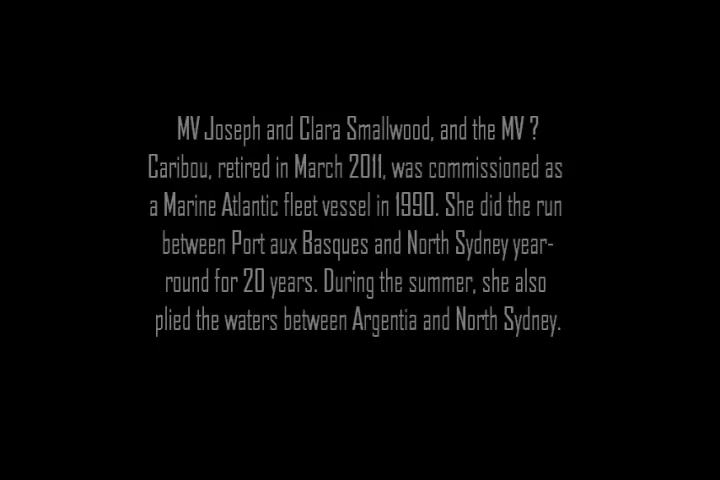 MV Joseph and Clara Smallwood, and the MV ?
Caribou, retired in March 2011, was commissioned as
a Marine Atlantic fleet vessel in 1990. She did the run
between Port aux Basques and North Sydney year-
round for 20 years. During the summer, she also
plied the waters between Argentia and North Sydney.